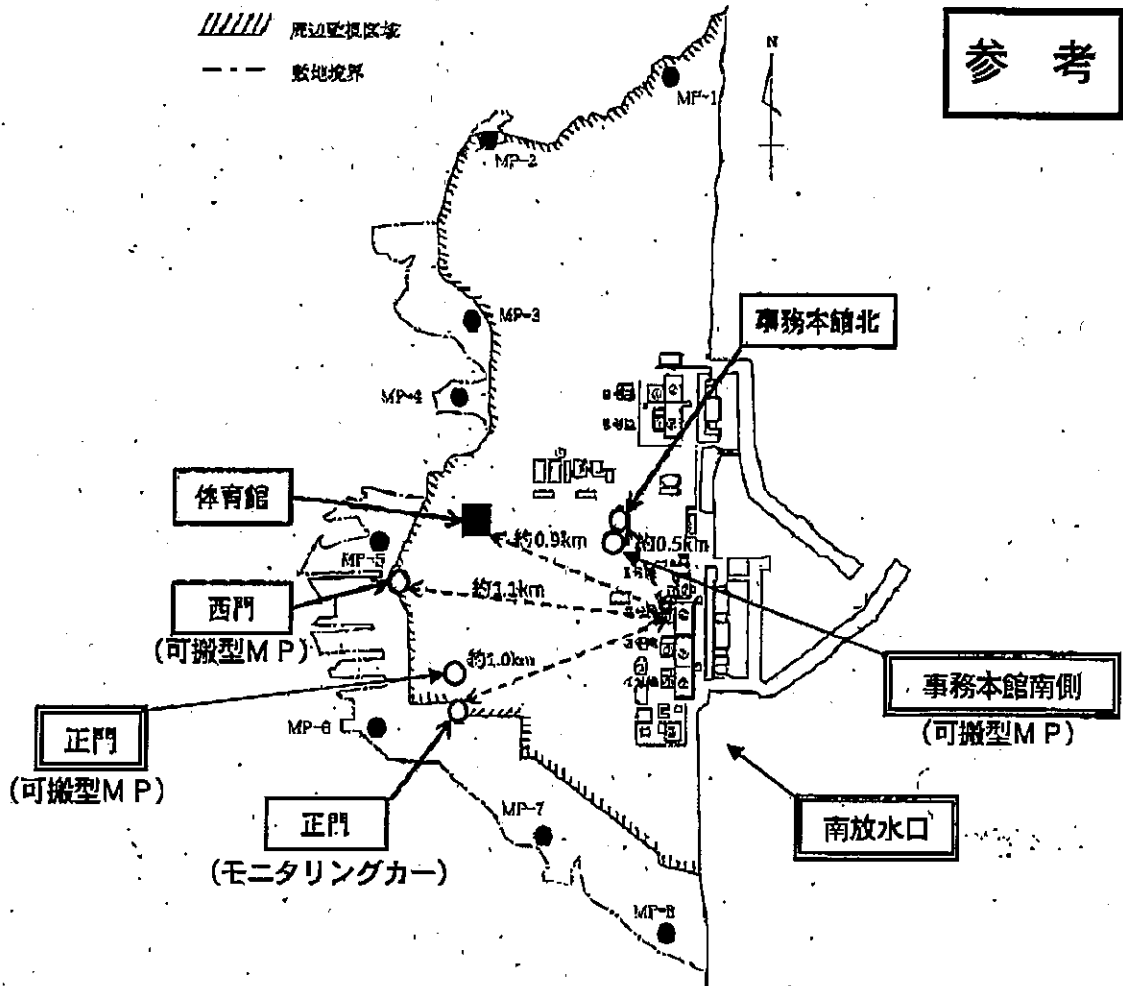 周辺監視区域
敷地境界
参考
N
MP-1
MP-2
MP-3
MP-4
事務本館北
体育館
約0.9km
約0.5km
MP-5
西門
(可搬型MP)
約1.1km
約1.0km
事務本館南側
(可搬型MP)
正門
(可搬型MP)
MP-6
正門
(モニタリングカー)
MP-7
南放水口
MP-8